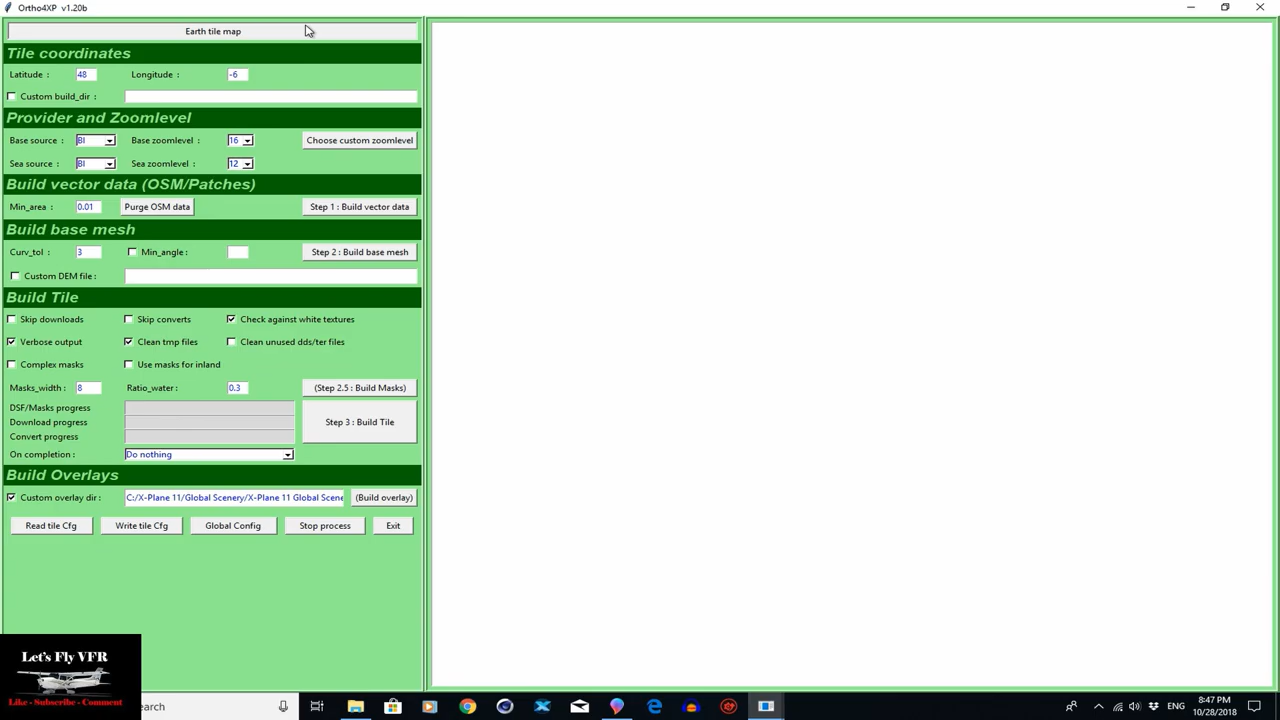 Ortho4XP v1.20b
Earth tile map
Tile coordinates
Latitude : 48 Longitude : -6
Custom build_dir :
Provider and Zoomlevel
Base source : BI Base zoomlevel : 16 Choose custom zoomlevel
Sea source : BI Sea zoomlevel : 12
Build vector data (OSM/Patches)
Min_area : 0.01 Purge OSM data Step 1 : Build vector data
Build base mesh
Curv_tol : 3 Min_angle : Step 2 : Build base mesh
Custom DEM file :
Build Tile
Skip downloads Skip converts Check against white textures
Verbose output Clean tmp files Clean unused dds/ter files
Complex masks Use masks for inland
Masks_width : 8 Ratio_water : 0.3 (Step 2.5 : Build Masks)
DSF/Masks progress
Download progress Step 3 : Build Tile
Convert progress
On completion : Do nothing
Build Overlays
Custom overlay dir : C:/X-Plane 11/Global Scenery/X-Plane 11 Global Scene (Build overlay)
Read tile Cfg Write tile Cfg Global Config Stop process Exit
Let's Fly VFR
Like - Subscribe - Comment
earch
8:47 PM
10/28/2018